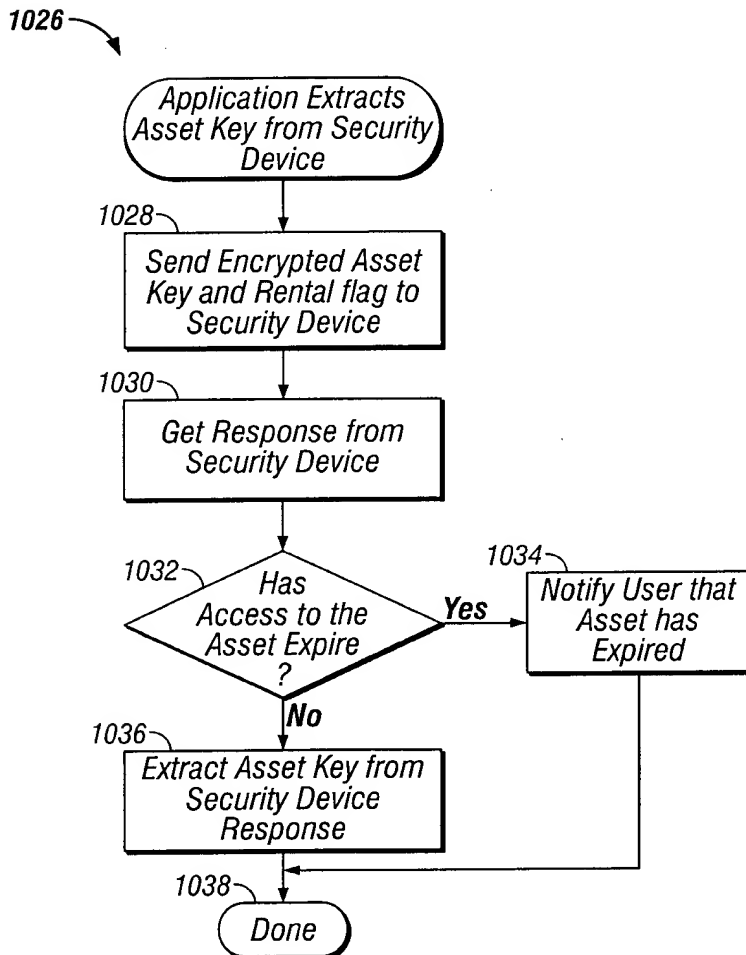 1026
Application Extracts
Asset Key from Security
Device
1028
Send Encrypted Asset
Key and Rental flag to
Security Device
1030
Get Response from
Security Device
1032
Has
Access to the
Asset Expire
?
Yes
1034
Notify User that
Asset has
Expired
No
1036
Extract Asset Key from
Security Device
Response
1038
Done